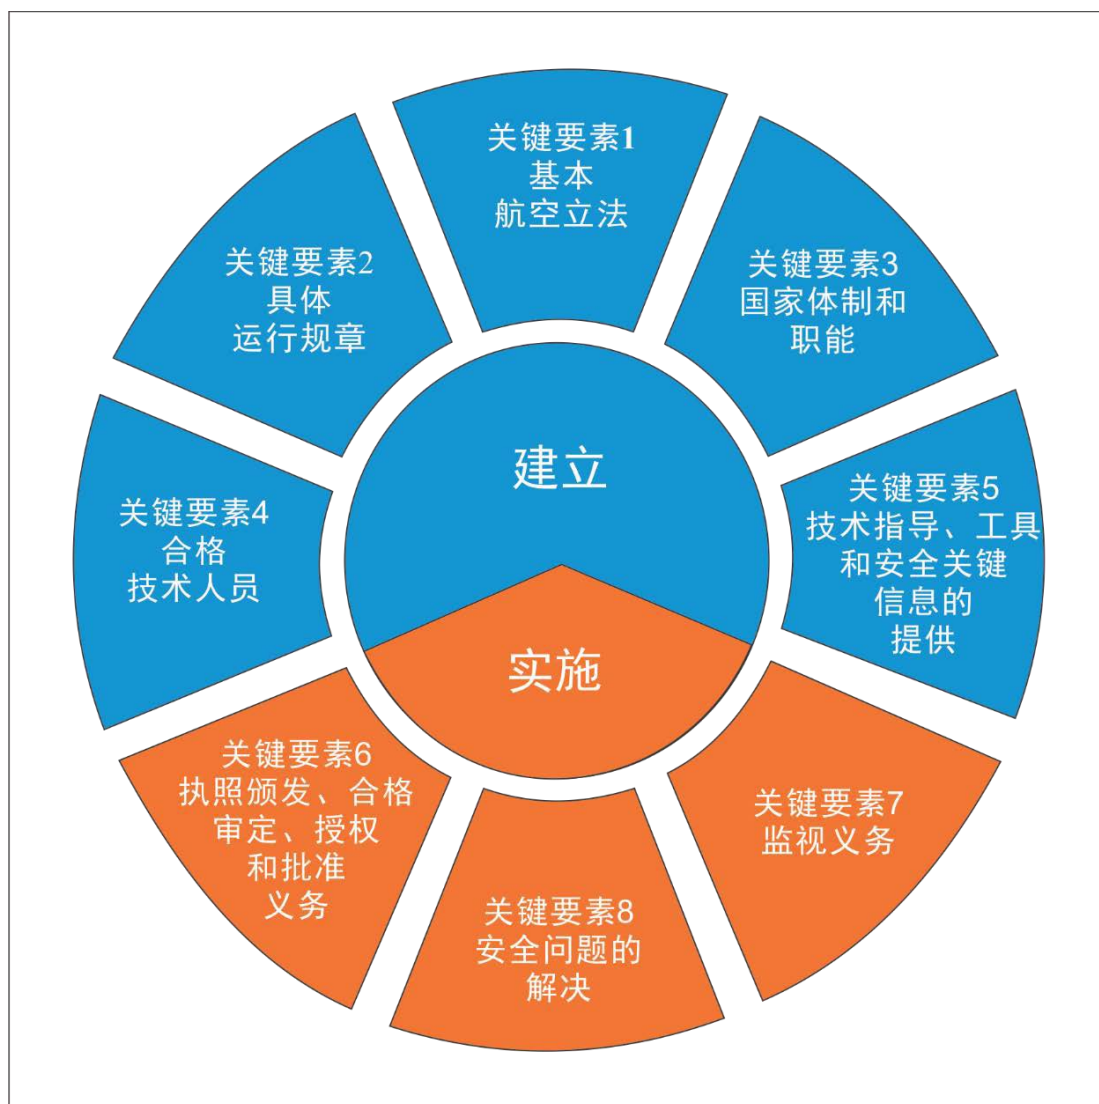 关键要素1
基本
航空立法
关键要素2
具体
运行规章
关键要素3
国家体制和
职能
关键要素4
合格
技术人员
关键要素5
技术指导、工具
和安全关键
信息的
提供
建立
实施
关键要素6
执照颁发、合格
审定、授权
和批准
义务
关键要素7
监视义务
关键要素8
安全问题的
解决